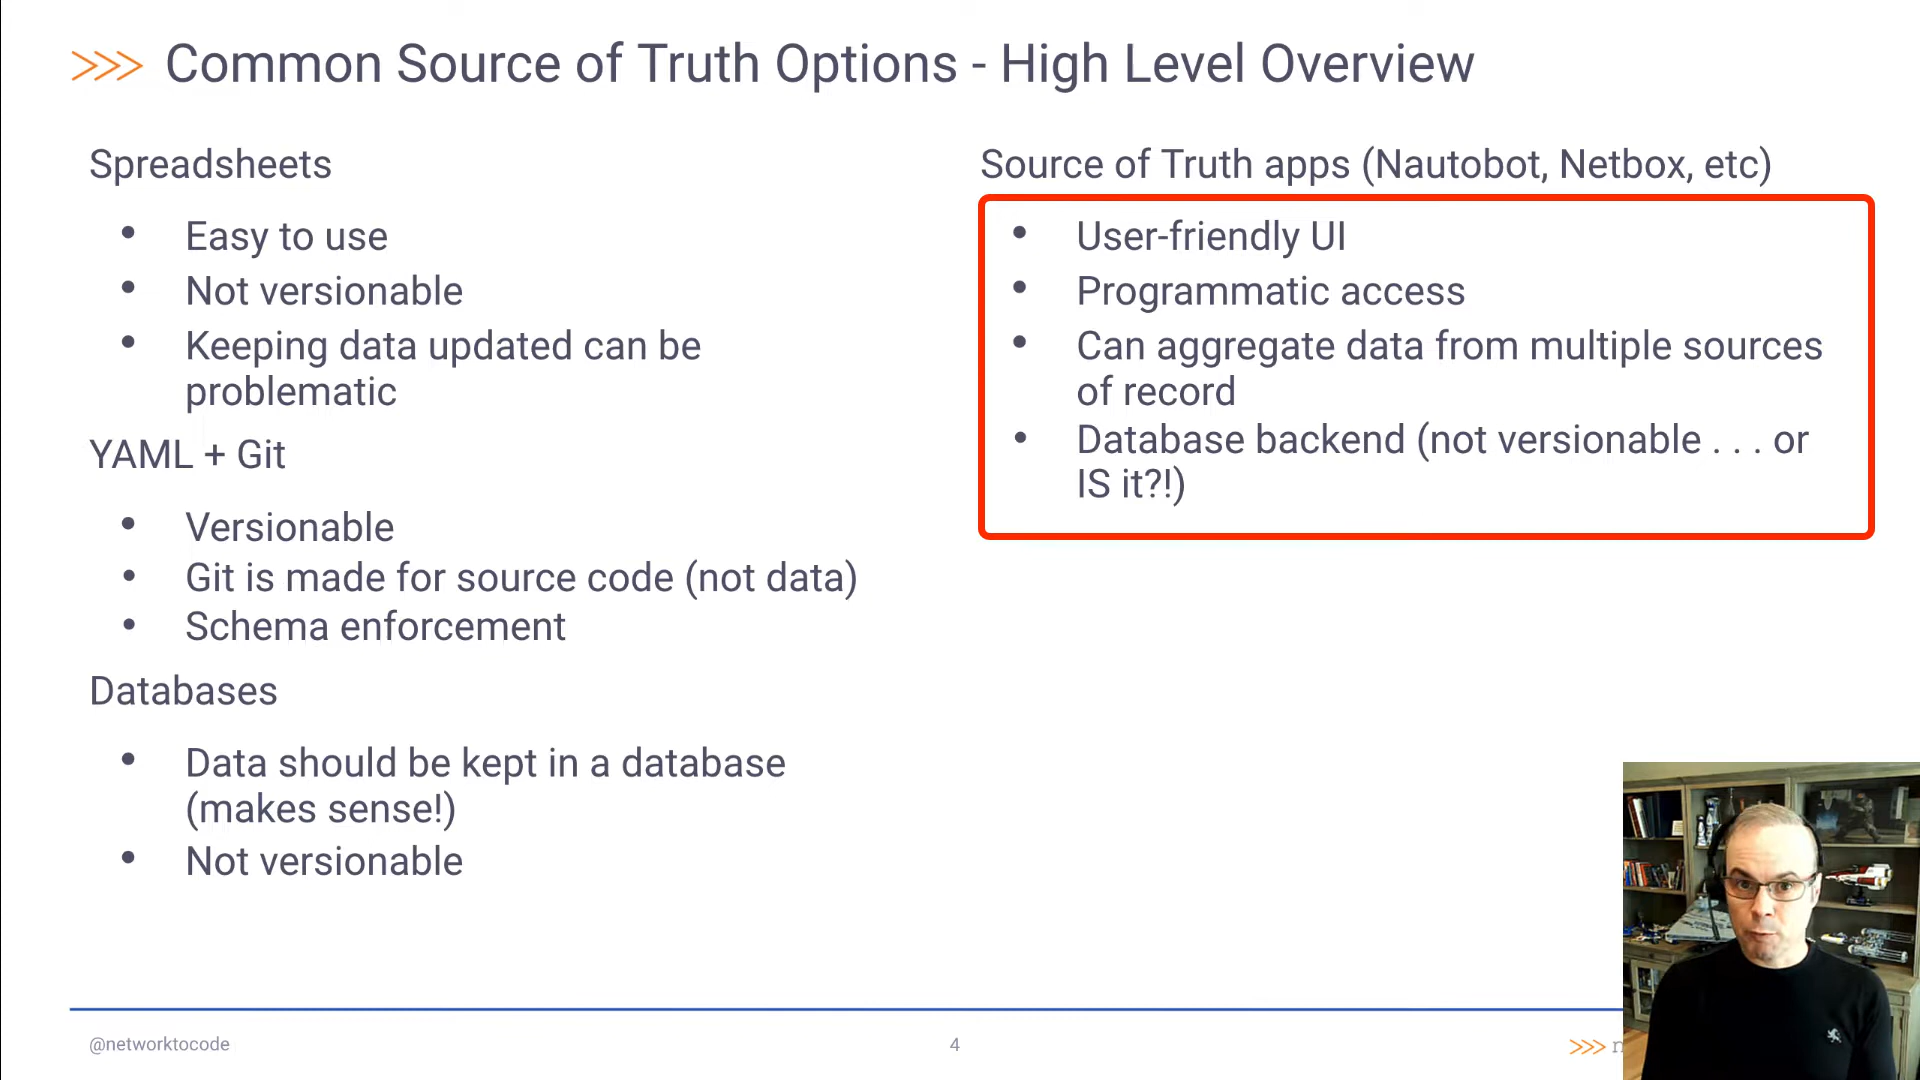 Common Source of Truth Options - High Level Overview
Spreadsheets
• Easy to use
• Not versionable
• Keeping data updated can be
problematic
YAML + Git
• Versionable
• Git is made for source code (not data)
• Schema enforcement
Databases
• Data should be kept in a database
(makes sense!)
• Not versionable
Source of Truth apps (Nautobot, Netbox, etc)
• User-friendly UI
• Programmatic access
• Can aggregate data from multiple sources
of record
• Database backend (not versionable . . . or
IS it?!)
@networktocode
4